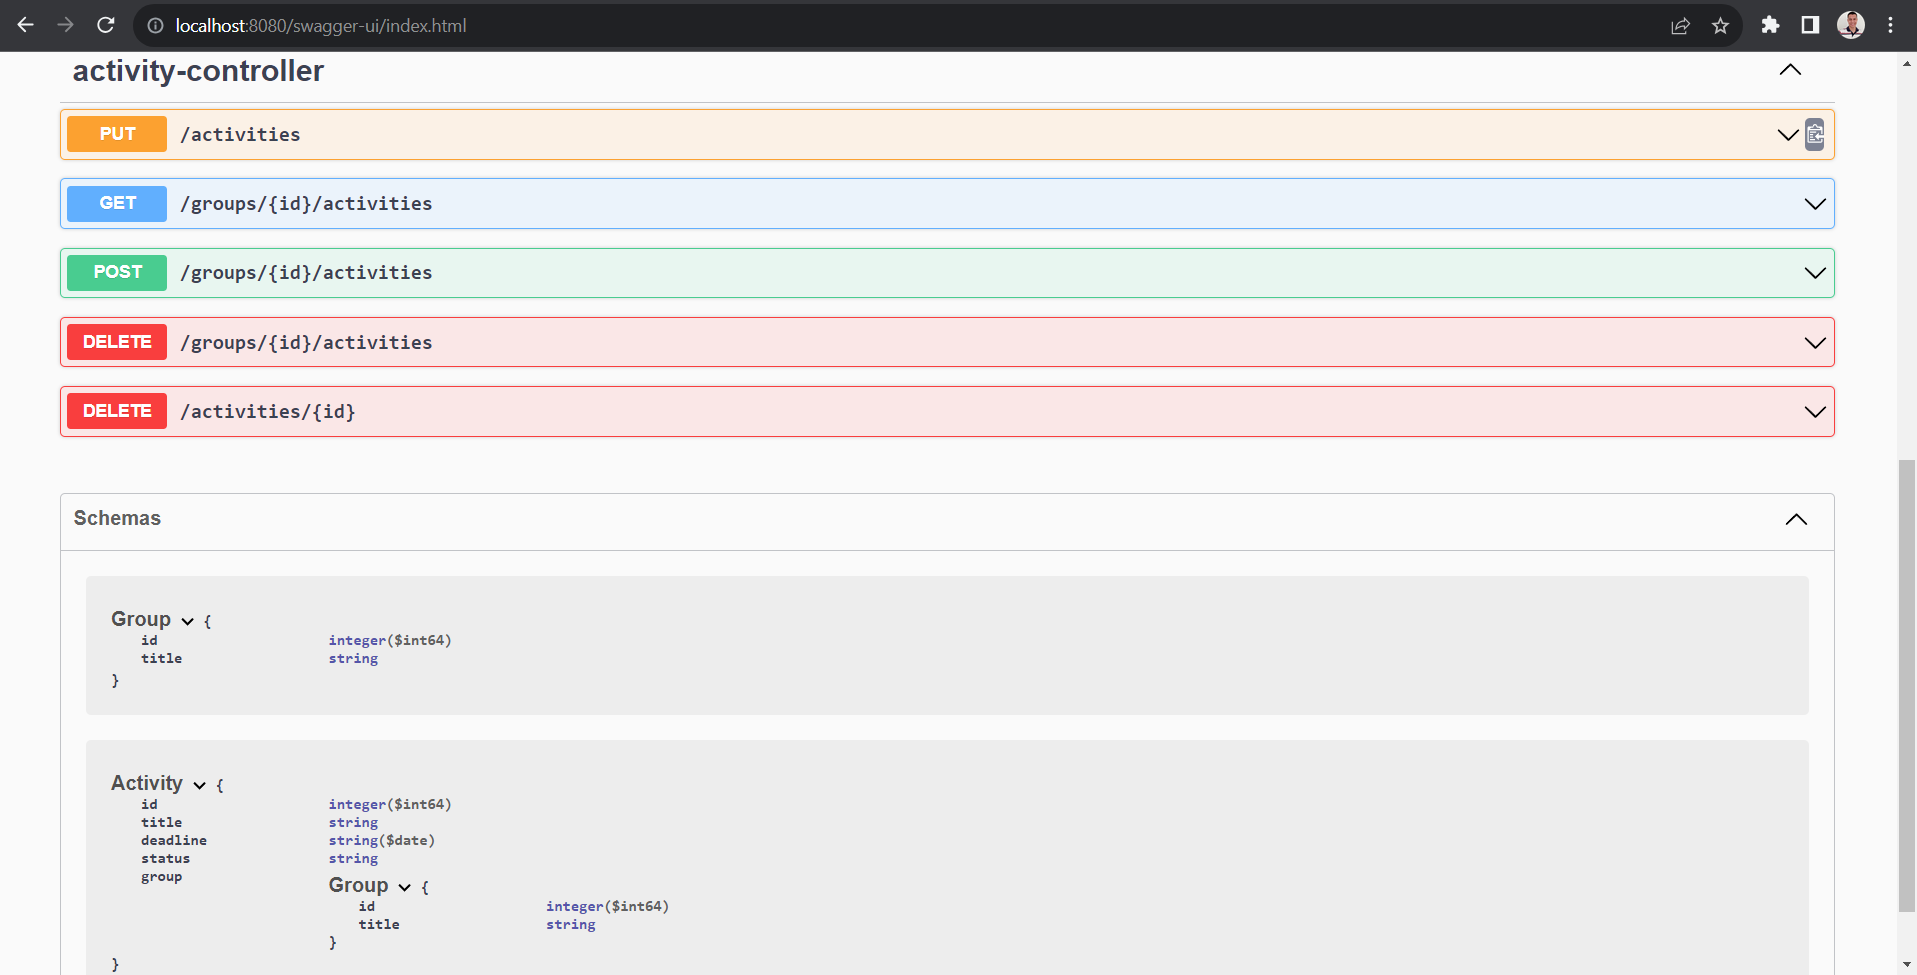 localhost:8080/swagger-ui/index.html
activity-controller
PUT /activities
GET /groups/{id}/activities
POST /groups/{id}/activities
DELETE /groups/{id}/activities
DELETE /activities/{id}
Schemas
Group {
id integer($int64)
title string
}
Activity {
id integer($int64)
title string
deadline string($date)
status string
group
Group {
id integer($int64)
title string
}
}